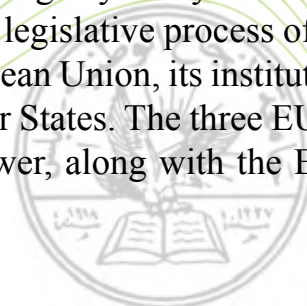 legislative process of
ean Union, its institut
r States. The three EU
wer, along with the E